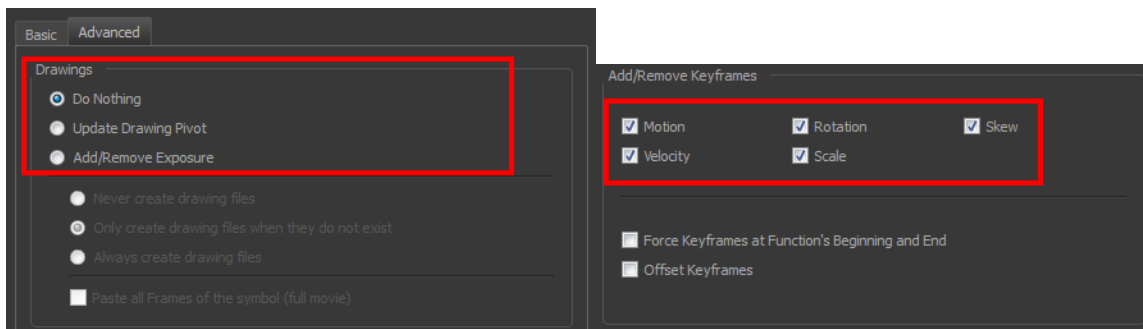 Basic Advanced
Drawings
Do Nothing
Update Drawing Pivot
Add/Remove Exposure
Never create drawing files
Only create drawing files when they do not exist
Always create drawing files
Paste all Frames of the symbol (full movie)
Add/Remove Keyframes
Motion Rotation Skew
Velocity Scale
Force Keyframes at Function's Beginning and End
Offset Keyframes